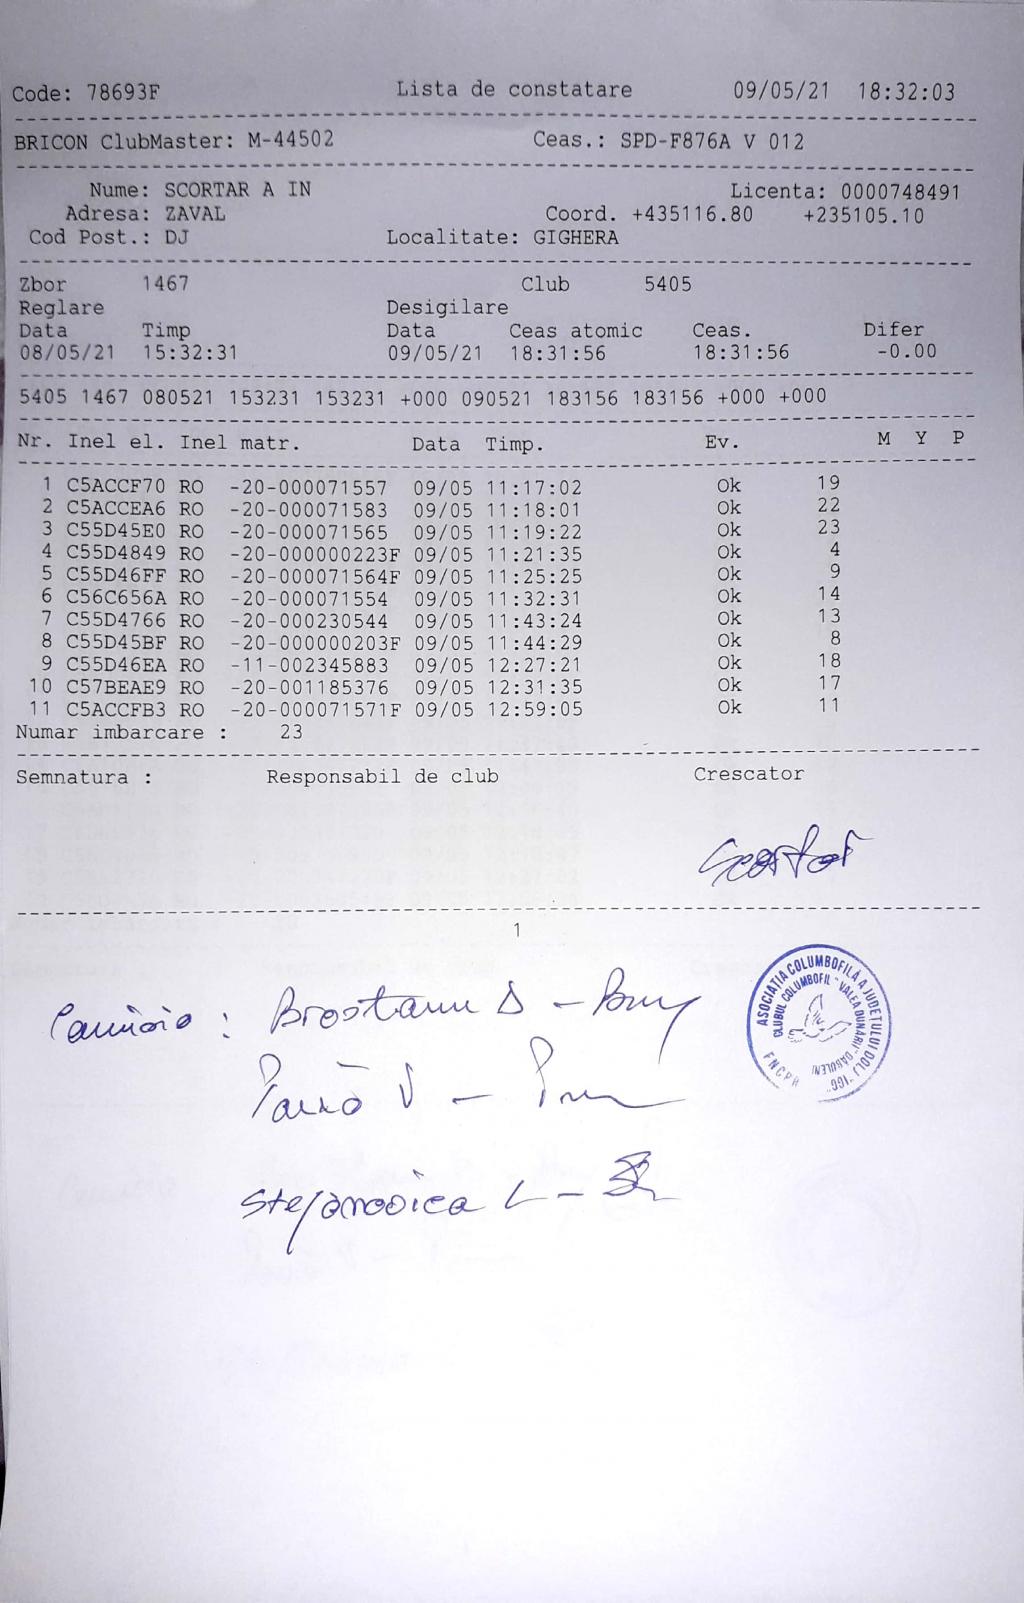 Code: 78693F Lista de constatare 09/05/21 18:32:03
BRICON ClubMaster: M-44502 Ceas.: SPD-F876A V 012
Nume: SCORTAR A IN Licenta: 0000748491
Adresa: ZAVAL Coord. +435116.80 +235105.10
Cod Post.: DJ Localitate: GIGHERA
Zbor 1467 Club 5405
Reglare Desigilare
Data Timp Data Ceas atomic Ceas. Difer
08/05/21 15:32:31 09/05/21 18:31:56 18:31:56 -0.00
5405 1467 080521 153231 153231 +000 090521 183156 183156 +000 +000
Nr. Inel el. Inel matr. Data Timp. Ev. M Y P
1 C5ACCF70 RO -20-000071557 09/05 11:17:02 Ok 19
2 C5ACCEA6 RO -20-000071583 09/05 11:18:01 Ok 22
3 C55D45E0 RO -20-000071565 09/05 11:19:22 Ok 23
4 C55D4849 RO -20-000000223F 09/05 11:21:35 Ok 4
5 C55D46FF RO -20-000071564F 09/05 11:25:25 Ok 9
6 C56C656A RO -20-000071554 09/05 11:32:31 Ok 14
7 C55D4766 RO -20-000230544 09/05 11:43:24 Ok 13
8 C55D45BF RO -20-000000203F 09/05 11:44:29 Ok 8
9 C55D46EA RO -11-002345883 09/05 12:27:21 Ok 18
10 C57BEAE9 RO -20-001185376 09/05 12:31:35 Ok 17
11 C5ACCFB3 RO -20-000071571F 09/05 12:59:05 Ok 11
Numar imbarcare : 23
Semnatura : Responsabil de club Crescator
Scortar
1
ASOCIATIA COLUMBOFILĂ A JUDEŢULUI DOLJ "IGG"
CLUBUL COLUMBOFIL "VALEA DUNARII" DABULENI
FNCPR
Stefanovica L -